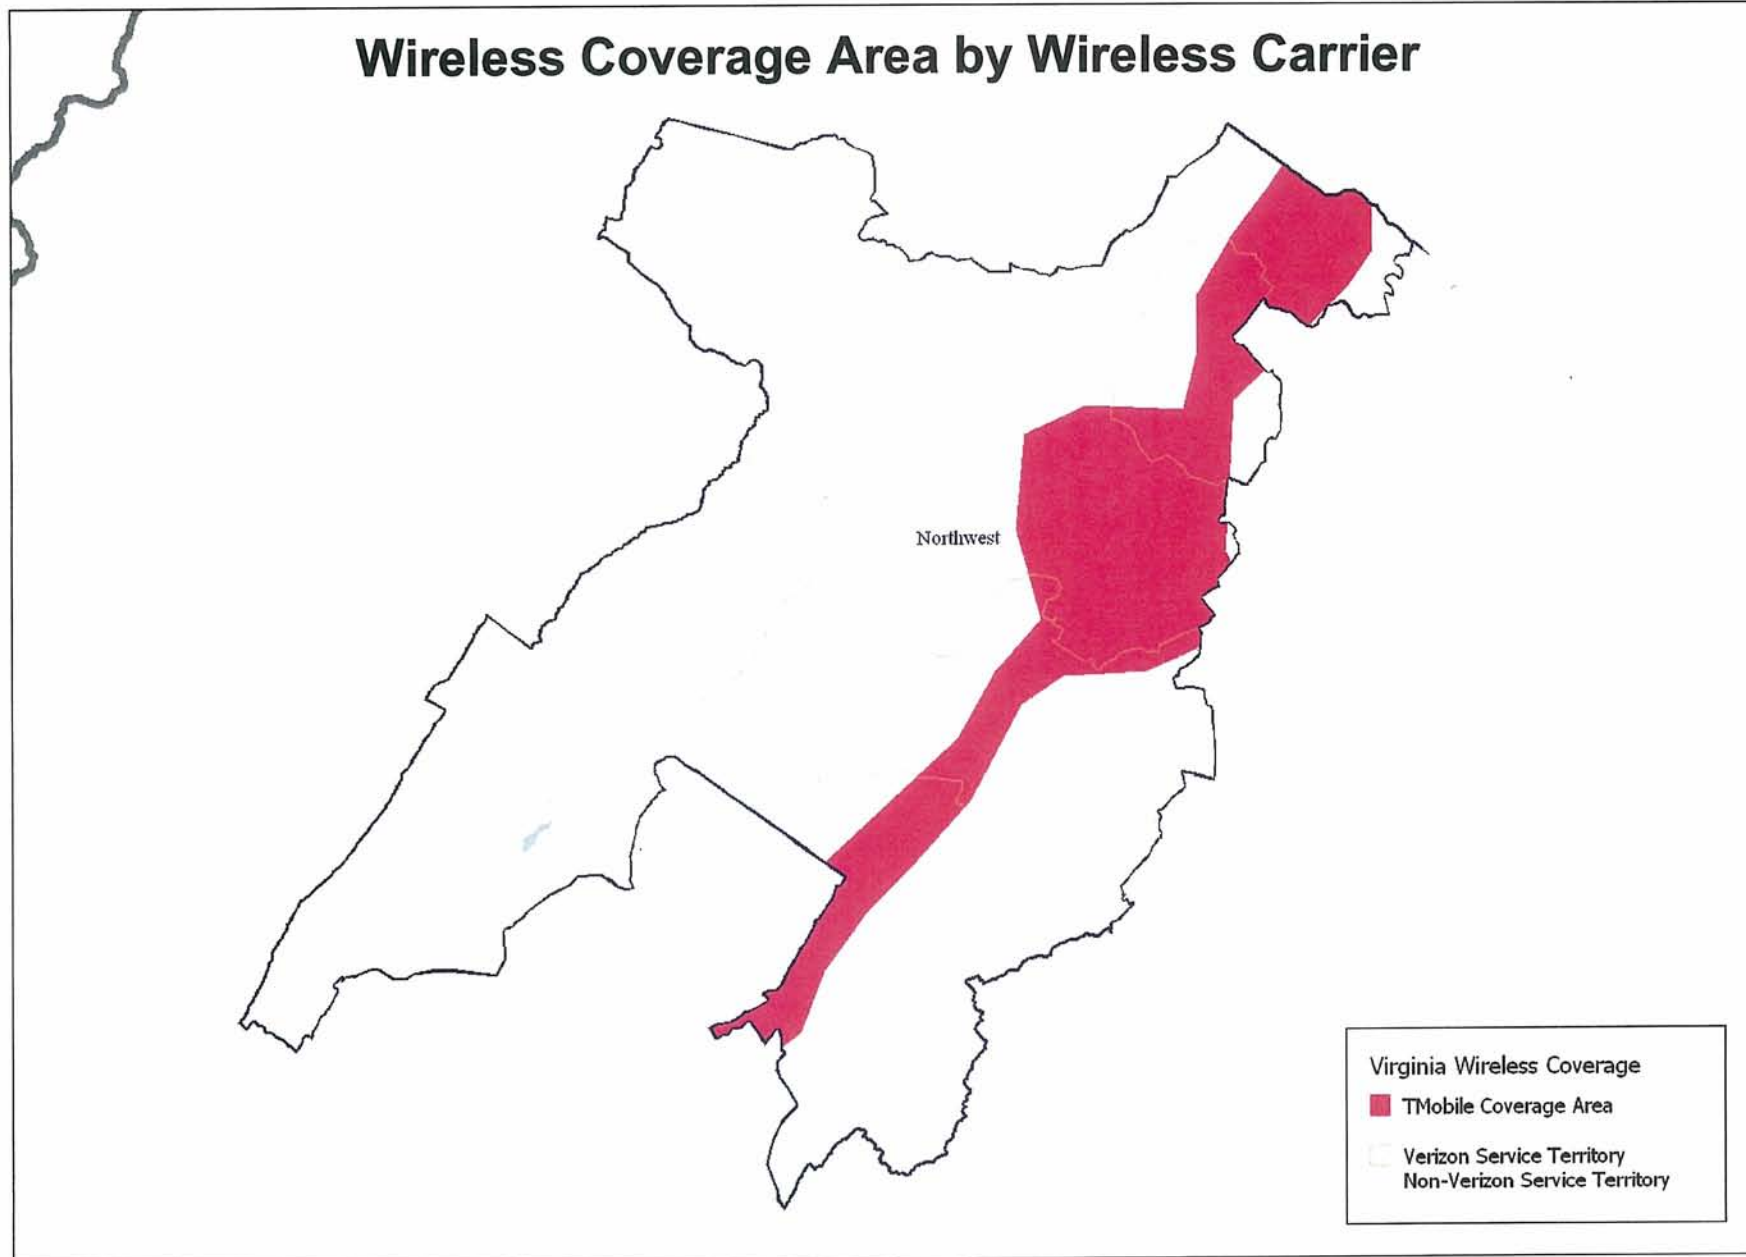 Wireless Coverage Area by Wireless Carrier
Northwest
Virginia Wireless Coverage
TMobile Coverage Area
Verizon Service Territory
Non-Verizon Service Territory